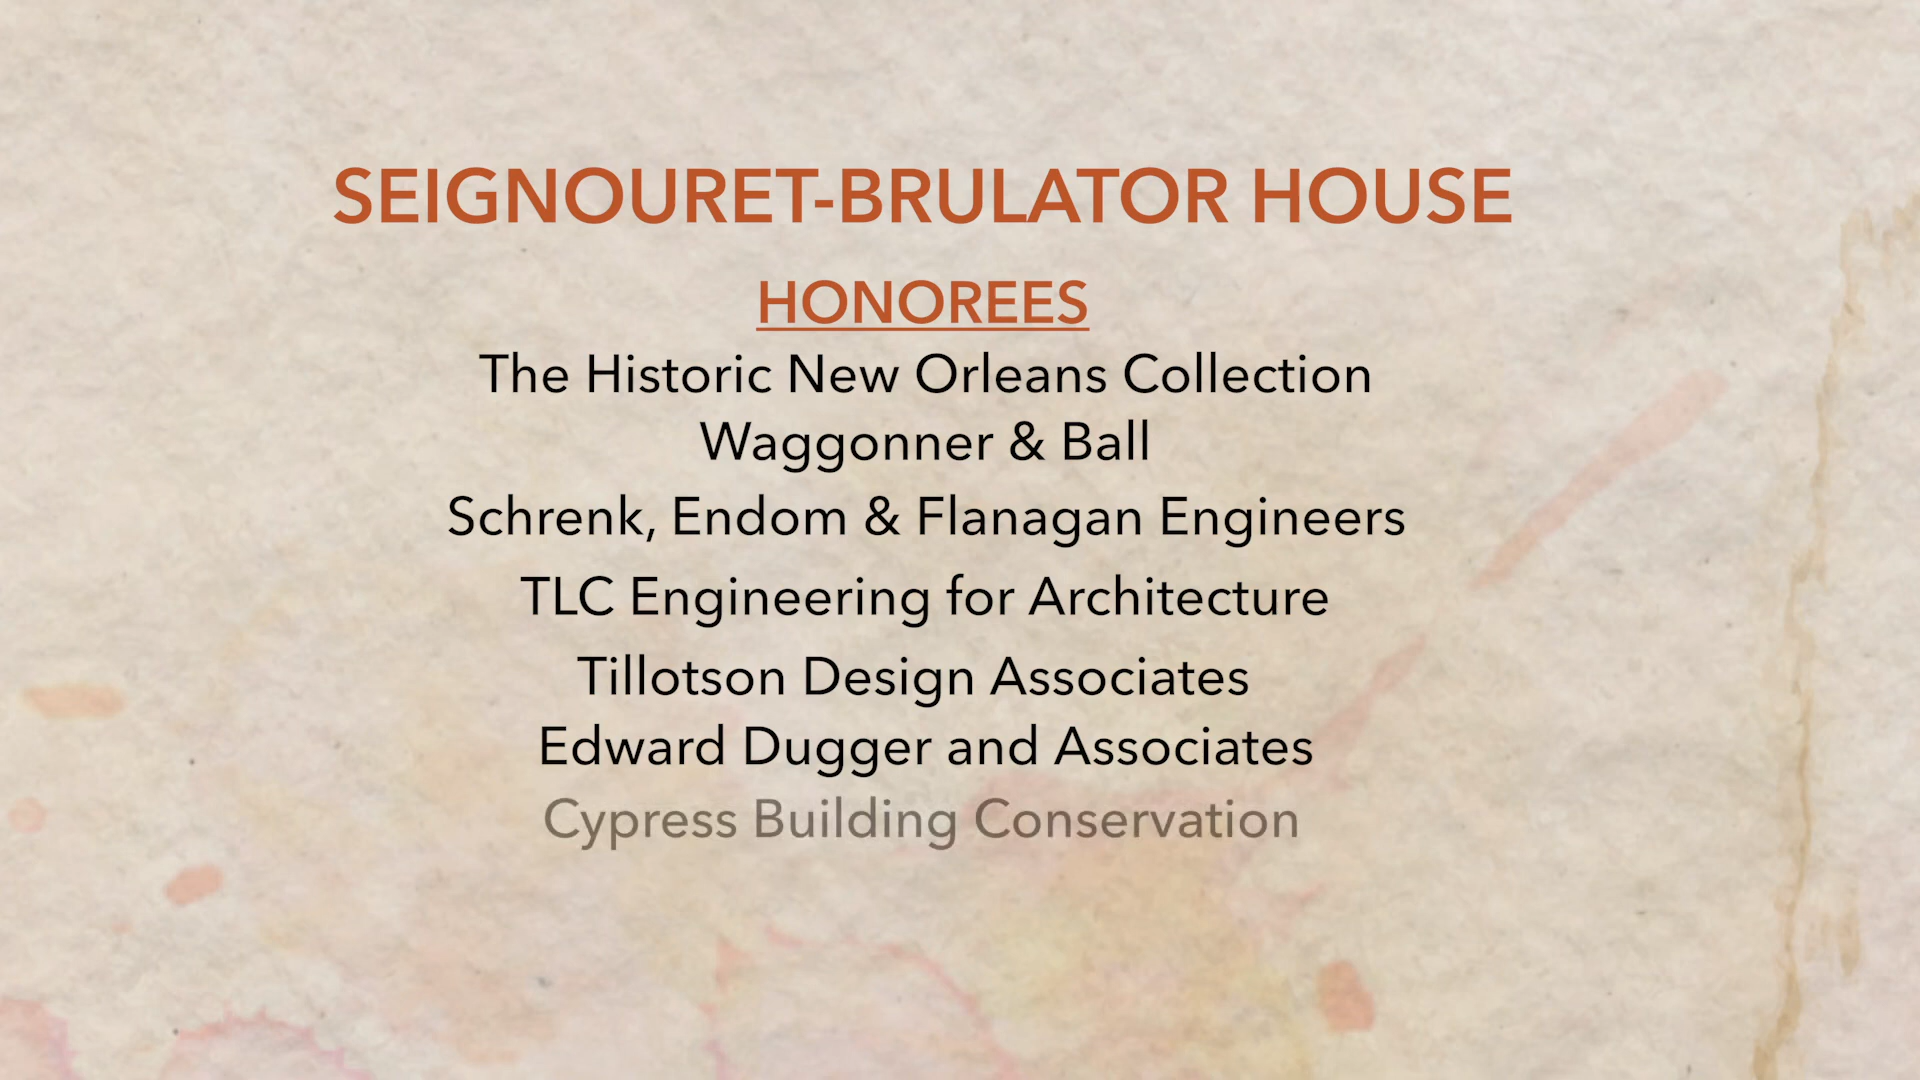 SEIGNOURET-BRULATOR HOUSE
HONOREES
The Historic New Orleans Collection
Waggonner & Ball
Schrenk, Endom & Flanagan Engineers
TLC Engineering for Architecture
Tillotson Design Associates
Edward Dugger and Associates
Cypress Building Conservation